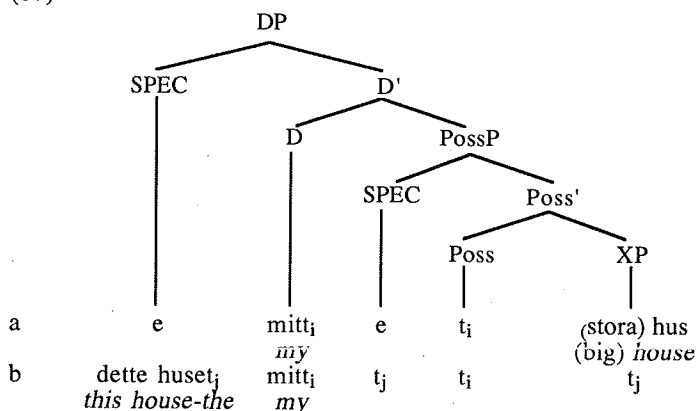 DP
SPEC D'
D PossP
SPEC Poss'
Poss XP
a e mittᵢ e tᵢ (stora) hus
my (big) house
b dette husetⱼ mittᵢ tⱼ tᵢ tⱼ
this house-the my